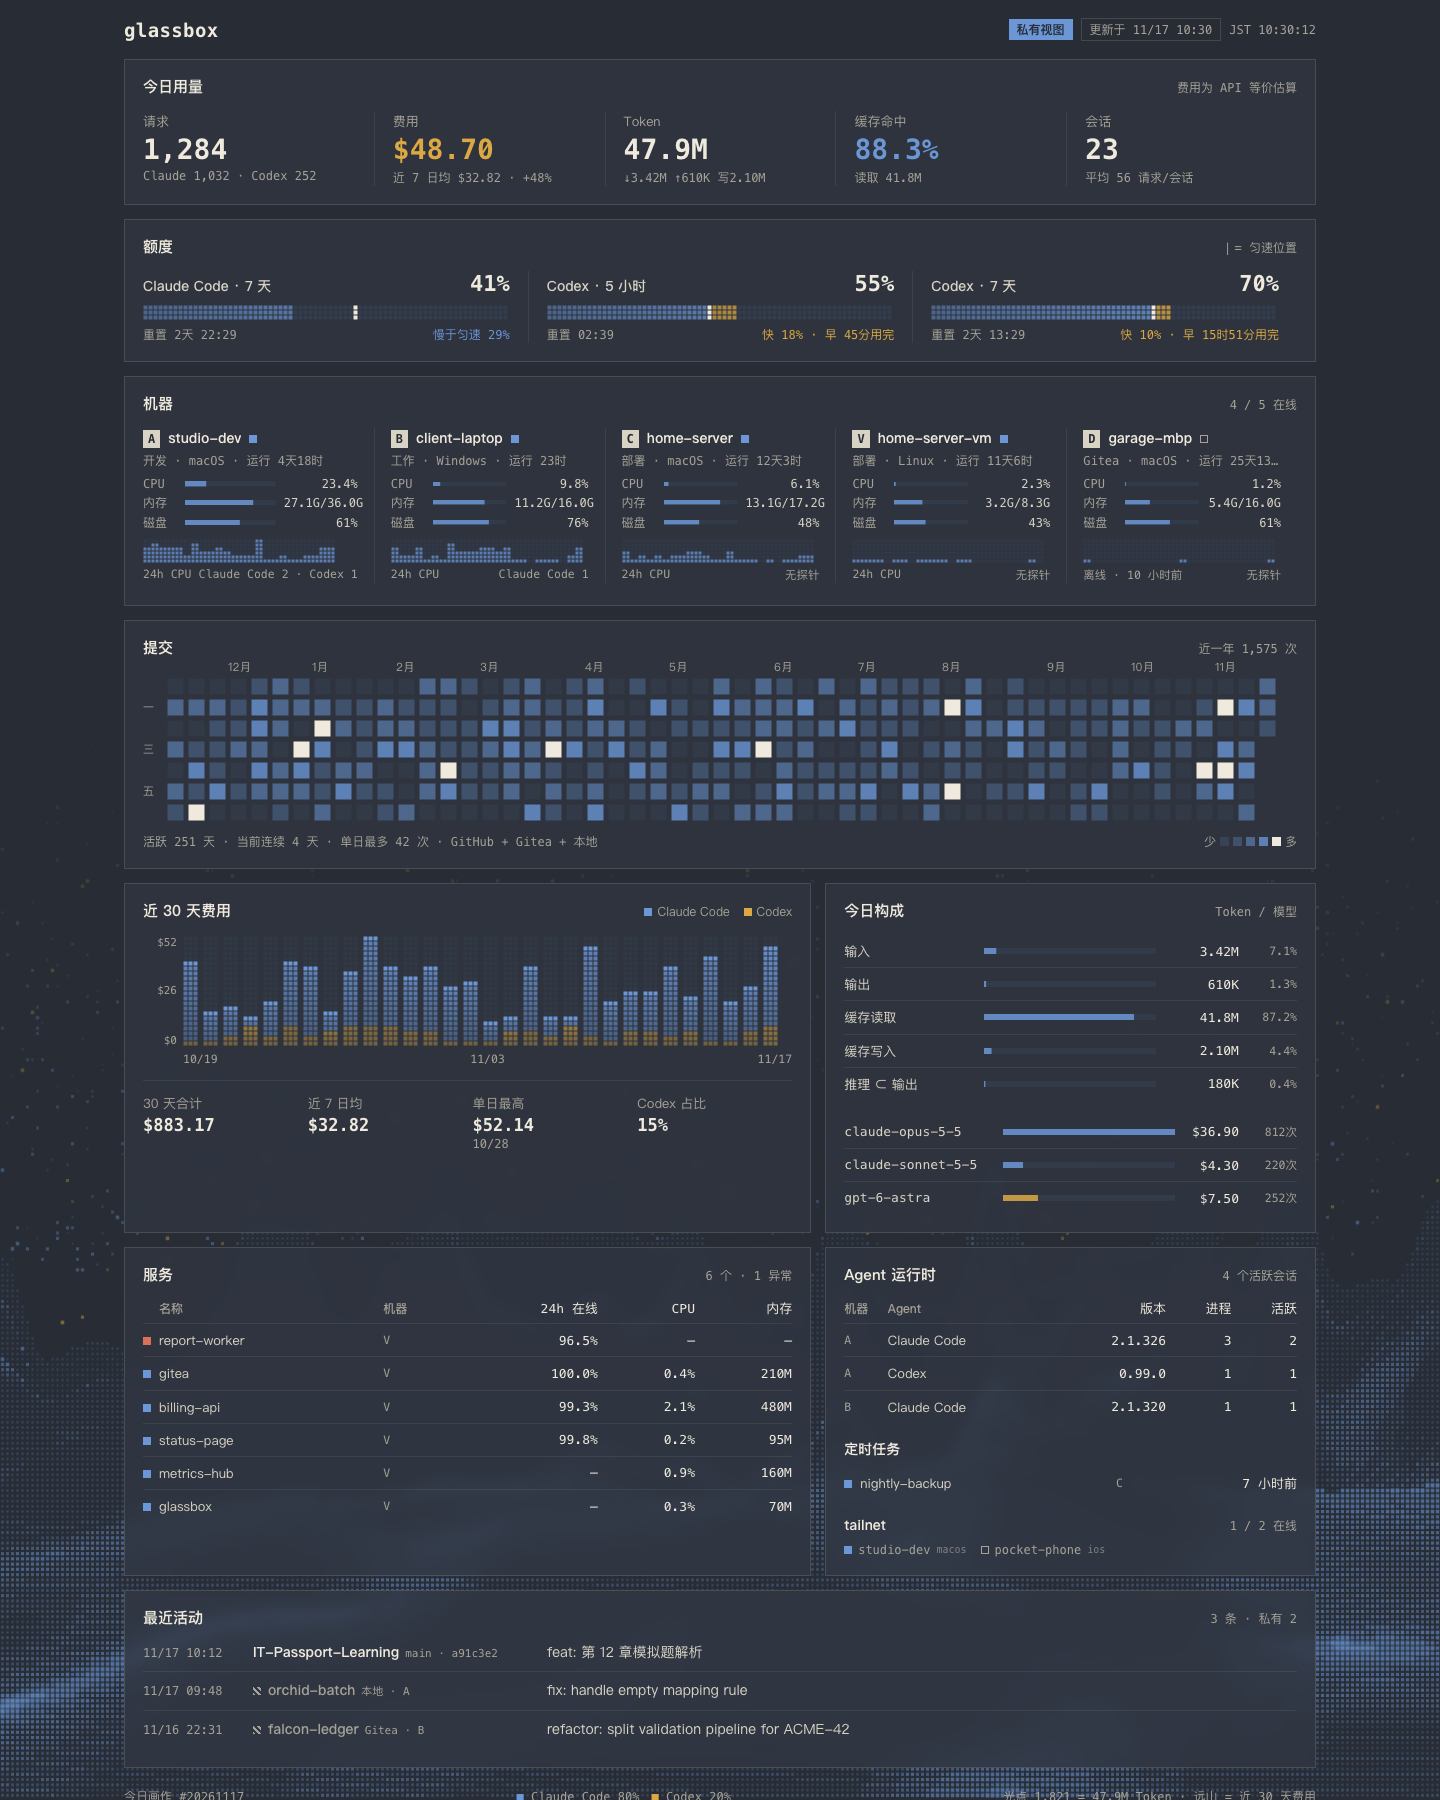 glassbox
私有视图 更新于 11/17 10:30 JST 10:30:12
今日用量 费用为 API 等价估算
请求 费用 Token 缓存命中 会话
1,284 $48.70 47.9M 88.3% 23
Claude 1,032 · Codex 252 近 7 日均 $32.82 · +48% ↓3.42M ↑610K 写2.10M 读取 41.8M 平均 56 请求/会话
额度 | = 匀速位置
Claude Code · 7 天 41% Codex · 5 小时 55% Codex · 7 天 70%
重置 2天 22:29 慢于匀速 29% 重置 02:39 快 18% · 早 45分用完 重置 2天 13:29 快 10% · 早 15时51分用完
机器 4 / 5 在线
A studio-dev B client-laptop C home-server V home-server-vm D garage-mbp
开发 · macOS · 运行 4天18时 工作 · Windows · 运行 23时 部署 · macOS · 运行 12天3时 部署 · Linux · 运行 11天6时 Gitea · macOS · 运行 25天13…
CPU 23.4% CPU 9.8% CPU 6.1% CPU 2.3% CPU 1.2%
内存 27.1G/36.0G 内存 11.2G/16.0G 内存 13.1G/17.2G 内存 3.2G/8.3G 内存 5.4G/16.0G
磁盘 61% 磁盘 76% 磁盘 48% 磁盘 43% 磁盘 61%
24h CPU Claude Code 2 · Codex 1 24h CPU Claude Code 1 24h CPU 无探针 24h CPU 无探针 离线 · 10 小时前 无探针
提交 近一年 1,575 次
12月 1月 2月 3月 4月 5月 6月 7月 8月 9月 10月 11月
一
三
五
活跃 251 天 · 当前连续 4 天 · 单日最多 42 次 · GitHub + Gitea + 本地 少 多
近 30 天费用 Claude Code Codex
$52
$26
$0
10/19 11/03 11/17
30 天合计 近 7 日均 单日最高 Codex 占比
$883.17 $32.82 $52.14 15%
10/28
今日构成 Token / 模型
输入 3.42M 7.1%
输出 610K 1.3%
缓存读取 41.8M 87.2%
缓存写入 2.10M 4.4%
推理 ⊂ 输出 180K 0.4%
claude-opus-5-5 $36.90 812次
claude-sonnet-5-5 $4.30 220次
gpt-6-astra $7.50 252次
服务 6 个 · 1 异常
名称 机器 24h 在线 CPU 内存
report-worker V 96.5% — —
gitea V 100.0% 0.4% 210M
billing-api V 99.3% 2.1% 480M
status-page V 99.8% 0.2% 95M
metrics-hub V — 0.9% 160M
glassbox V — 0.3% 70M
Agent 运行时 4 个活跃会话
机器 Agent 版本 进程 活跃
A Claude Code 2.1.326 3 2
A Codex 0.99.0 1 1
B Claude Code 2.1.320 1 1
定时任务
nightly-backup C 7 小时前
tailnet 1 / 2 在线
studio-dev macos pocket-phone ios
最近活动 3 条 · 私有 2
11/17 10:12 IT-Passport-Learning main · a91c3e2 feat: 第 12 章模拟题解析
11/17 09:48 orchid-batch 本地 · A fix: handle empty mapping rule
11/16 22:31 falcon-ledger Gitea · B refactor: split validation pipeline for ACME-42
今日画作 #20261117 Claude Code 80% Codex 20% 光点 1,821 = 47.9M Token · 远山 = 近 30 天费用